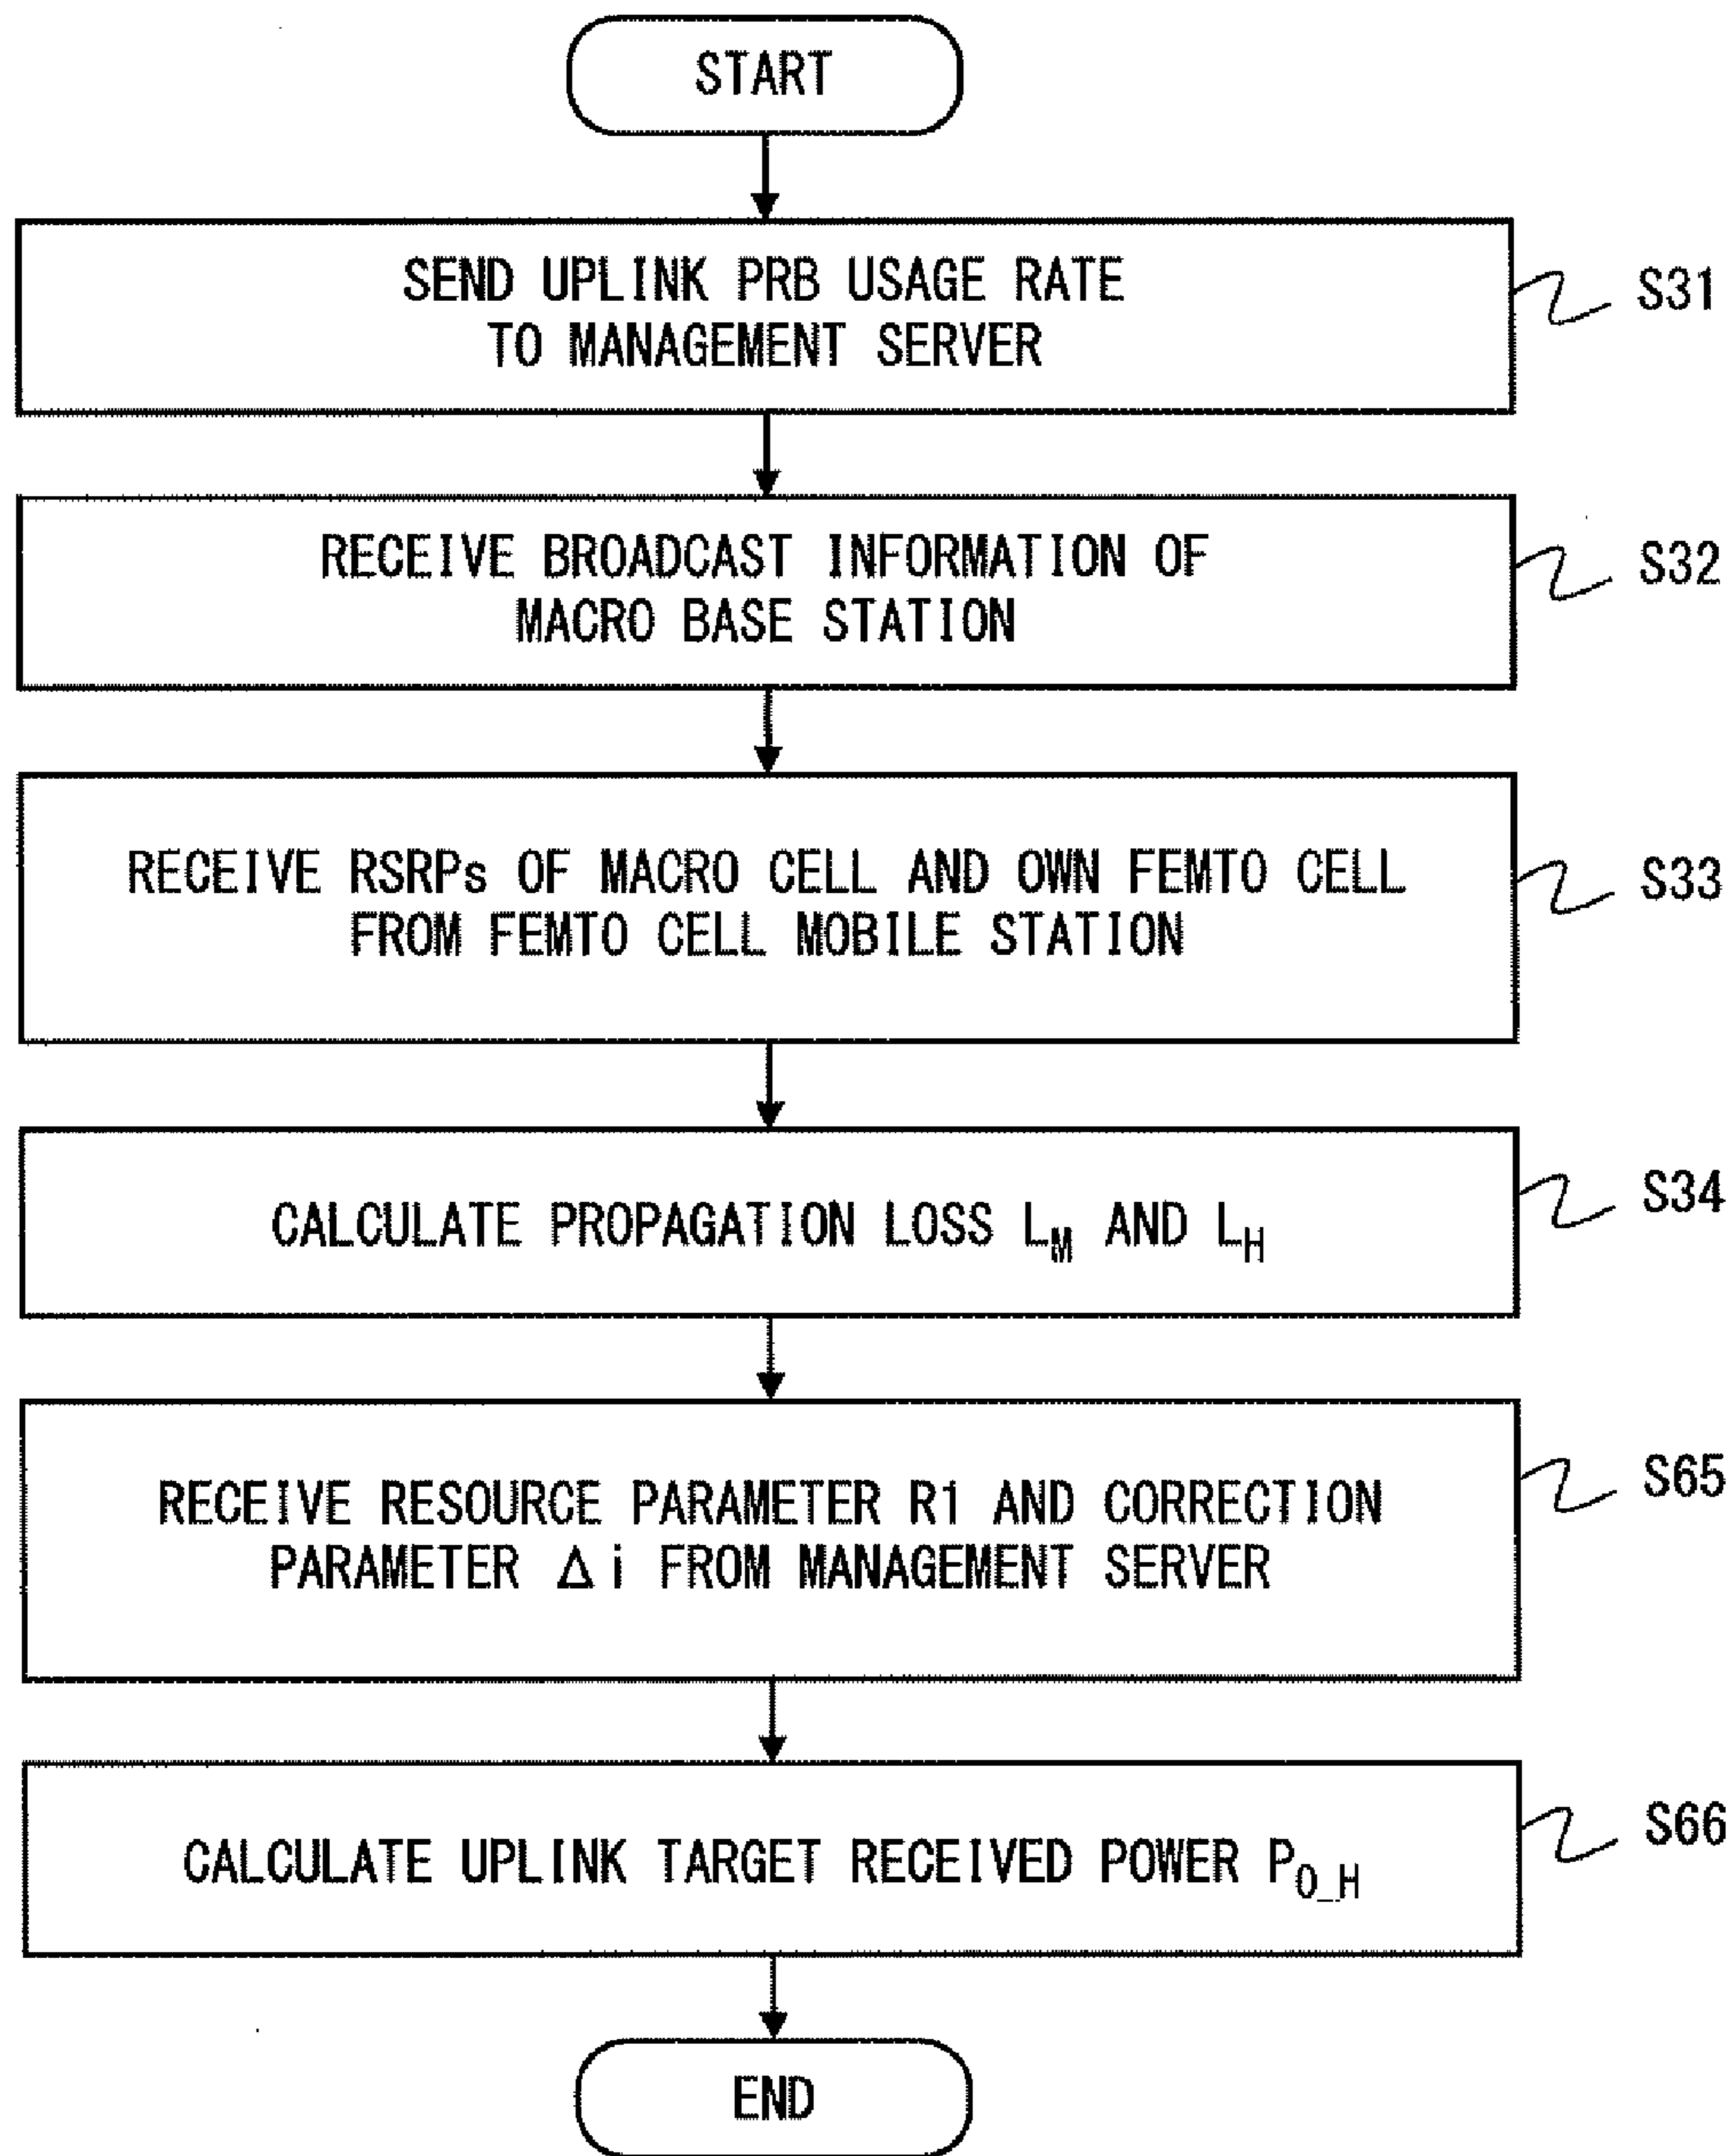 START
SEND UPLINK PRB USAGE RATE
TO MANAGEMENT SERVER
S31
RECEIVE BROADCAST INFORMATION OF
MACRO BASE STATION
S32
RECEIVE RSRPs OF MACRO CELL AND OWN FEMTO CELL
FROM FEMTO CELL MOBILE STATION
S33
CALCULATE PROPAGATION LOSS L_M AND L_H
S34
RECEIVE RESOURCE PARAMETER R1 AND CORRECTION
PARAMETER Δi FROM MANAGEMENT SERVER
S65
CALCULATE UPLINK TARGET RECEIVED POWER P_O_H
S66
END